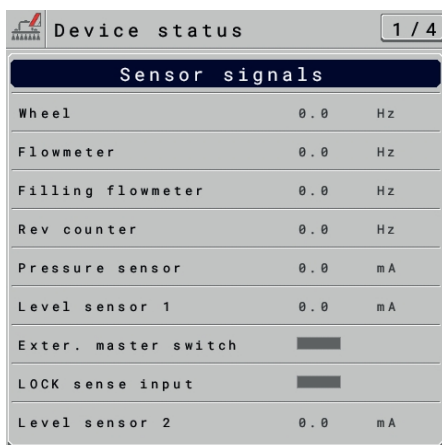 Device status 1 / 4
Sensor signals
Wheel 0.0 Hz
Flowmeter 0.0 Hz
Filling flowmeter 0.0 Hz
Rev counter 0.0 Hz
Pressure sensor 0.0 mA
Level sensor 1 0.0 mA
Exter. master switch
LOCK sense input
Level sensor 2 0.0 mA